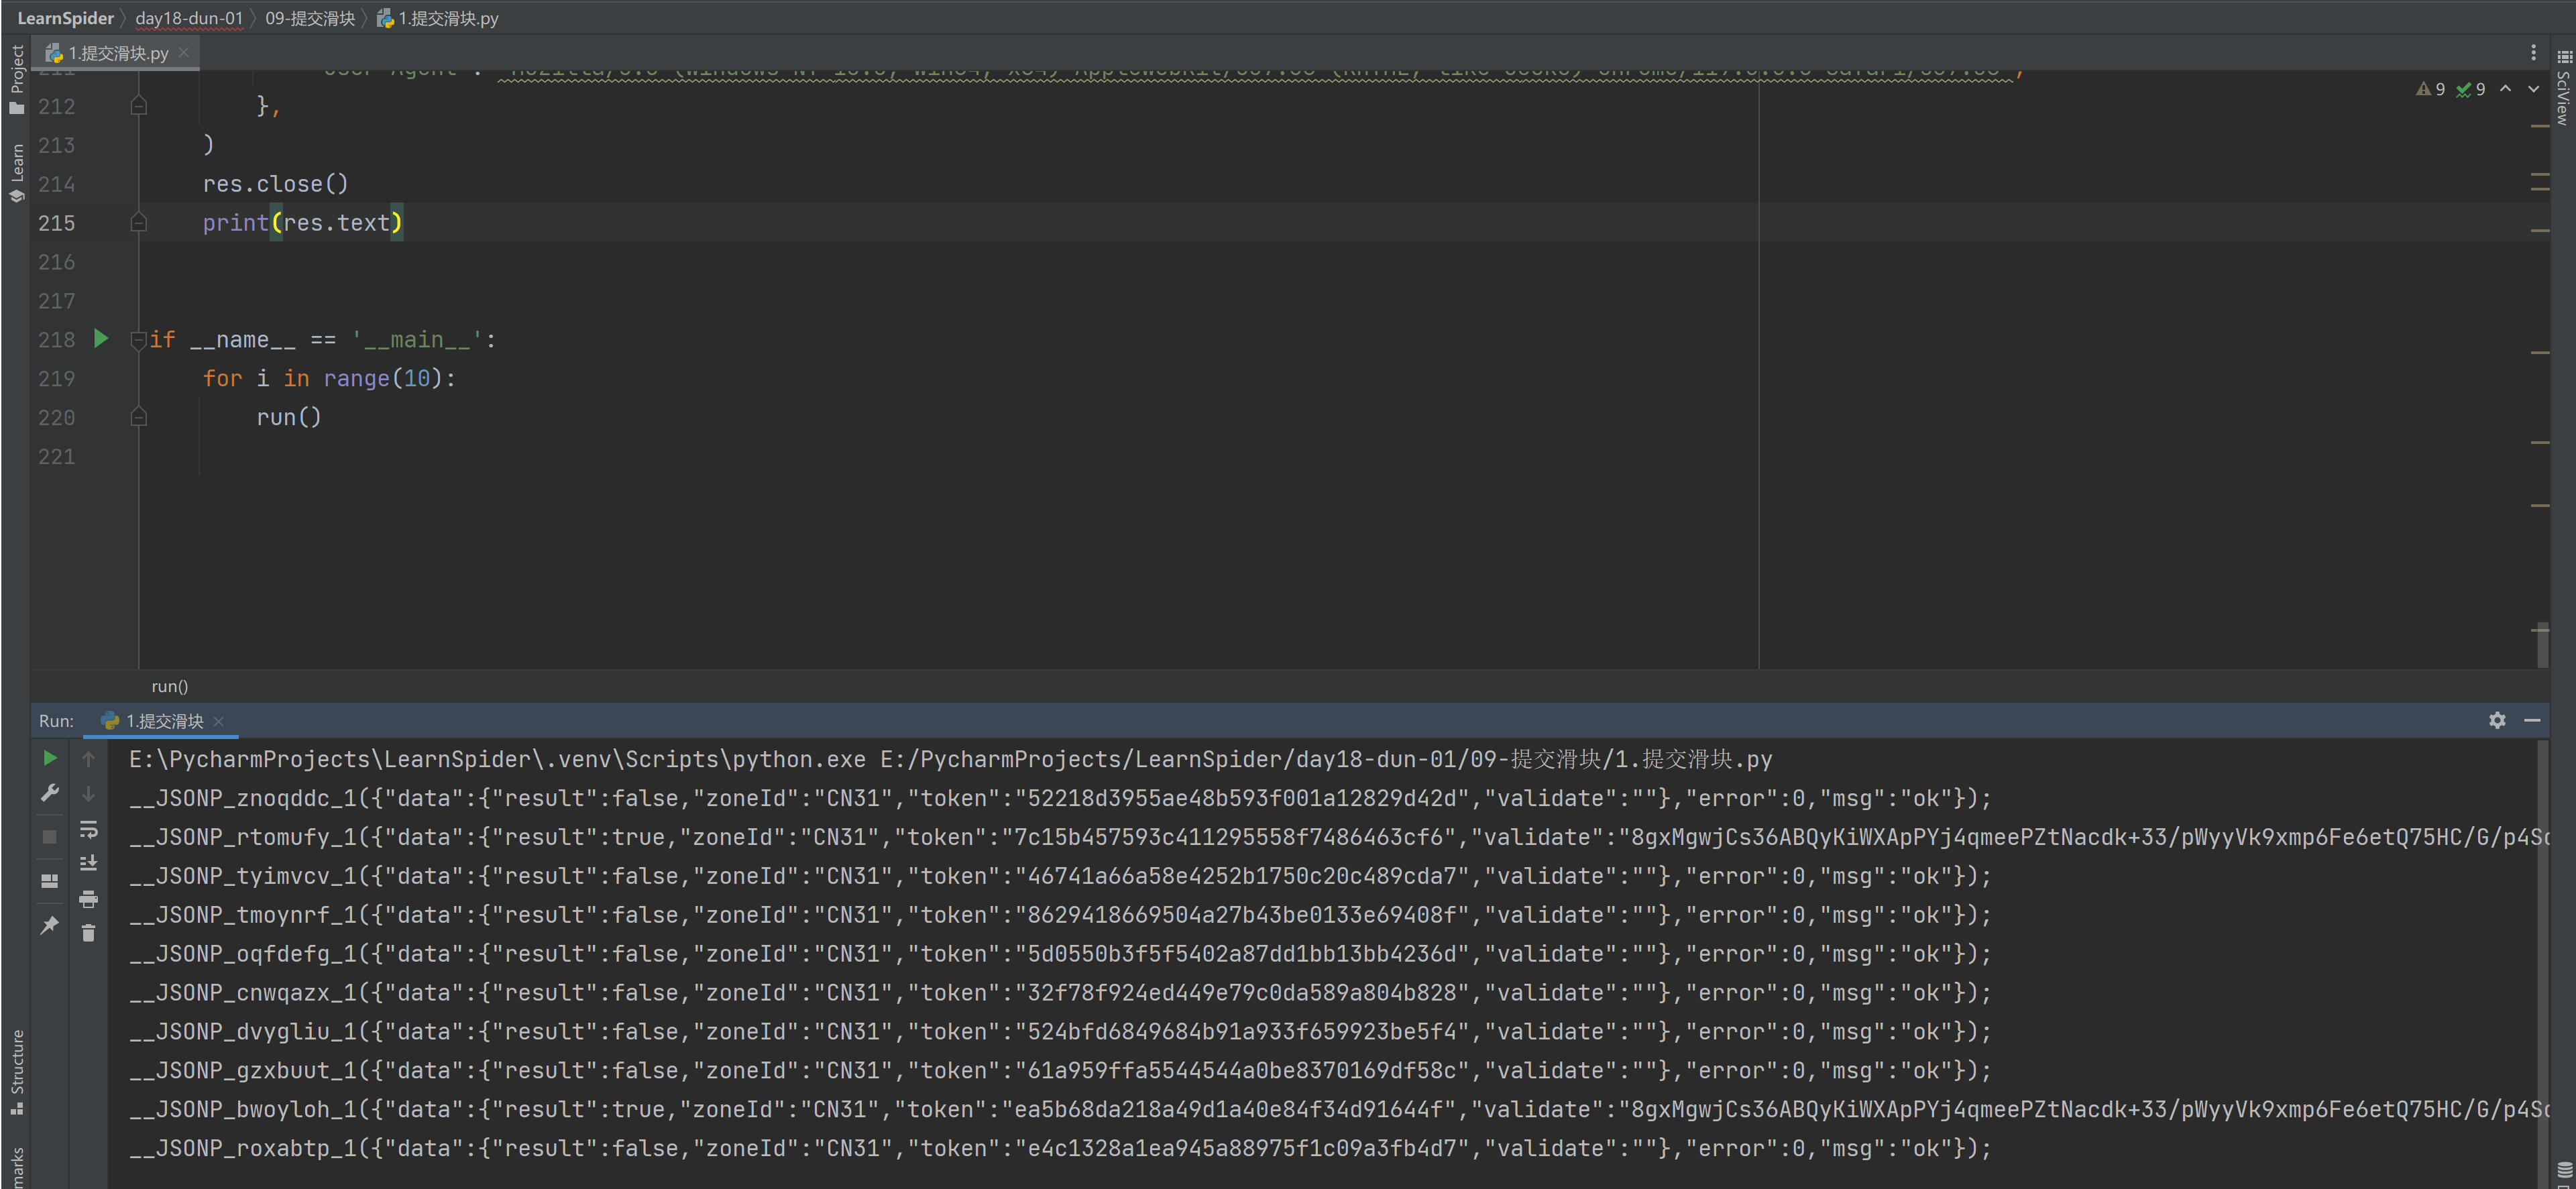 LearnSpider day18-dun-01 09-提交滑块 1.提交滑块.py
Project
Learn
Structure
SciView
1.提交滑块.py
9 9
212 },
213 )
214 res.close()
215 print(res.text)
216
217
218 if __name__ == '__main__':
219 for i in range(10):
220 run()
221
run()
Run: 1.提交滑块
E:\PycharmProjects\LearnSpider\.venv\Scripts\python.exe E:/PycharmProjects/LearnSpider/day18-dun-01/09-提交滑块/1.提交滑块.py
__JSONP_znoqddc_1({"data":{"result":false,"zoneId":"CN31","token":"52218d3955ae48b593f001a12829d42d","validate":""},"error":0,"msg":"ok"});
__JSONP_rtomufy_1({"data":{"result":true,"zoneId":"CN31","token":"7c15b457593c411295558f7486463cf6","validate":"8gxMgwjCs36ABQyKiWXApPYj4qmeePZtNacdk+33/pWyyVk9xmp6Fe6etQ75HC/G/p4S
__JSONP_tyimvcv_1({"data":{"result":false,"zoneId":"CN31","token":"46741a66a58e4252b1750c20c489cda7","validate":""},"error":0,"msg":"ok"});
__JSONP_tmoynrf_1({"data":{"result":false,"zoneId":"CN31","token":"8629418669504a27b43be0133e69408f","validate":""},"error":0,"msg":"ok"});
__JSONP_oqfdefg_1({"data":{"result":false,"zoneId":"CN31","token":"5d0550b3f5f5402a87dd1bb13bb4236d","validate":""},"error":0,"msg":"ok"});
__JSONP_cnwqazx_1({"data":{"result":false,"zoneId":"CN31","token":"32f78f924ed449e79c0da589a804b828","validate":""},"error":0,"msg":"ok"});
__JSONP_dvygliu_1({"data":{"result":false,"zoneId":"CN31","token":"524bfd6849684b91a933f659923be5f4","validate":""},"error":0,"msg":"ok"});
__JSONP_gzxbuut_1({"data":{"result":false,"zoneId":"CN31","token":"61a959ffa5544544a0be8370169df58c","validate":""},"error":0,"msg":"ok"});
__JSONP_bwoyloh_1({"data":{"result":true,"zoneId":"CN31","token":"ea5b68da218a49d1a40e84f34d91644f","validate":"8gxMgwjCs36ABQyKiWXApPYj4qmeePZtNacdk+33/pWyyVk9xmp6Fe6etQ75HC/G/p4S
__JSONP_roxabtp_1({"data":{"result":false,"zoneId":"CN31","token":"e4c1328a1ea945a88975f1c09a3fb4d7","validate":""},"error":0,"msg":"ok"});